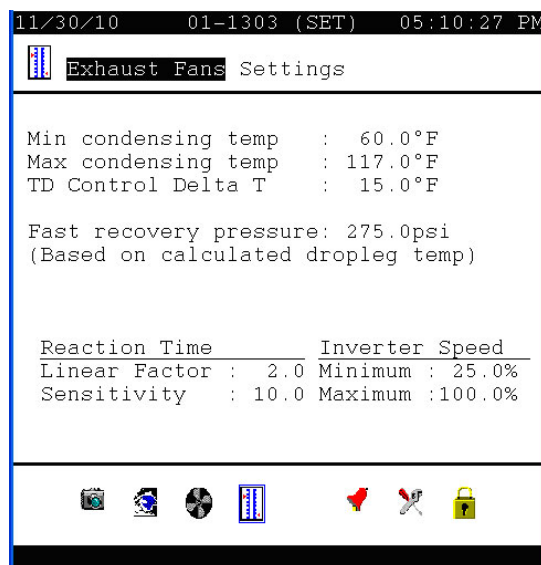 11/30/10 01-1303 (SET) 05:10:27 PM
Exhaust Fans Settings
Min condensing temp : 60.0°F
Max condensing temp : 117.0°F
TD Control Delta T : 15.0°F
Fast recovery pressure: 275.0psi
(Based on calculated dropleg temp)
Reaction Time Inverter Speed
Linear Factor : 2.0 Minimum : 25.0%
Sensitivity : 10.0 Maximum :100.0%